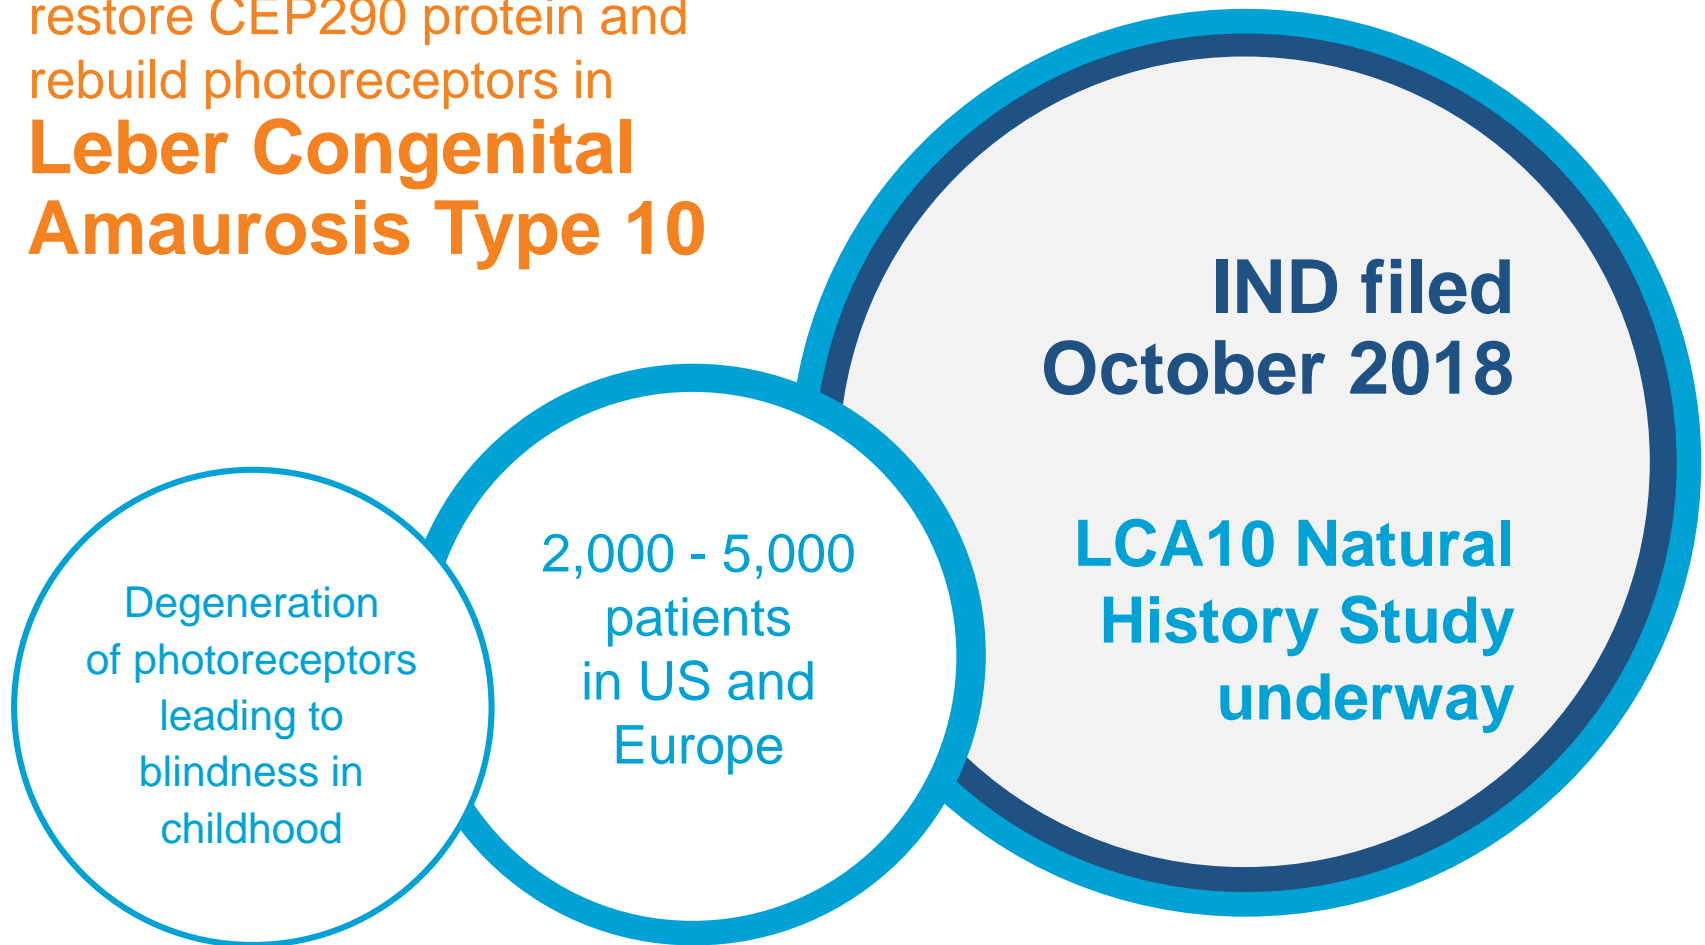 restore CEP290 protein and
rebuild photoreceptors in
Leber Congenital
Amaurosis Type 10
IND filed
October 2018
LCA10 Natural
History Study
underway
2,000 - 5,000
patients
in US and
Europe
Degeneration
of photoreceptors
leading to
blindness in
childhood